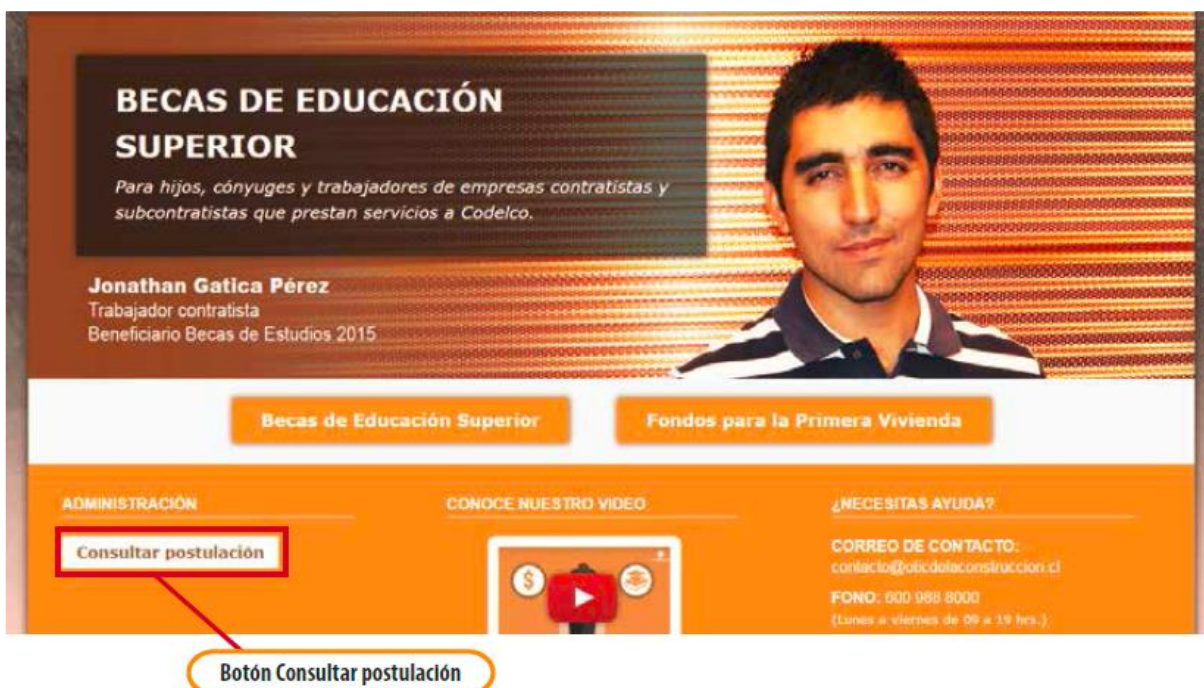 BECAS DE EDUCACIÓN
SUPERIOR
Para hijos, cónyuges y trabajadores de empresas contratistas y
subcontratistas que prestan servicios a Codelco.
Jonathan Gatica Pérez
Trabajador contratista
Beneficiario Becas de Estudios 2015
Becas de Educación Superior
Fondos para la Primera Vivienda
ADMINISTRACIÓN
Consultar postulación
CONOCE NUESTRO VIDEO
$
¿NECESITAS AYUDA?
CORREO DE CONTACTO:
contacto@oticdelaconstruccion.cl
FONO: 600 988 8000
(Lunes a viernes de 09 a 19 hrs.)
Botón Consultar postulación